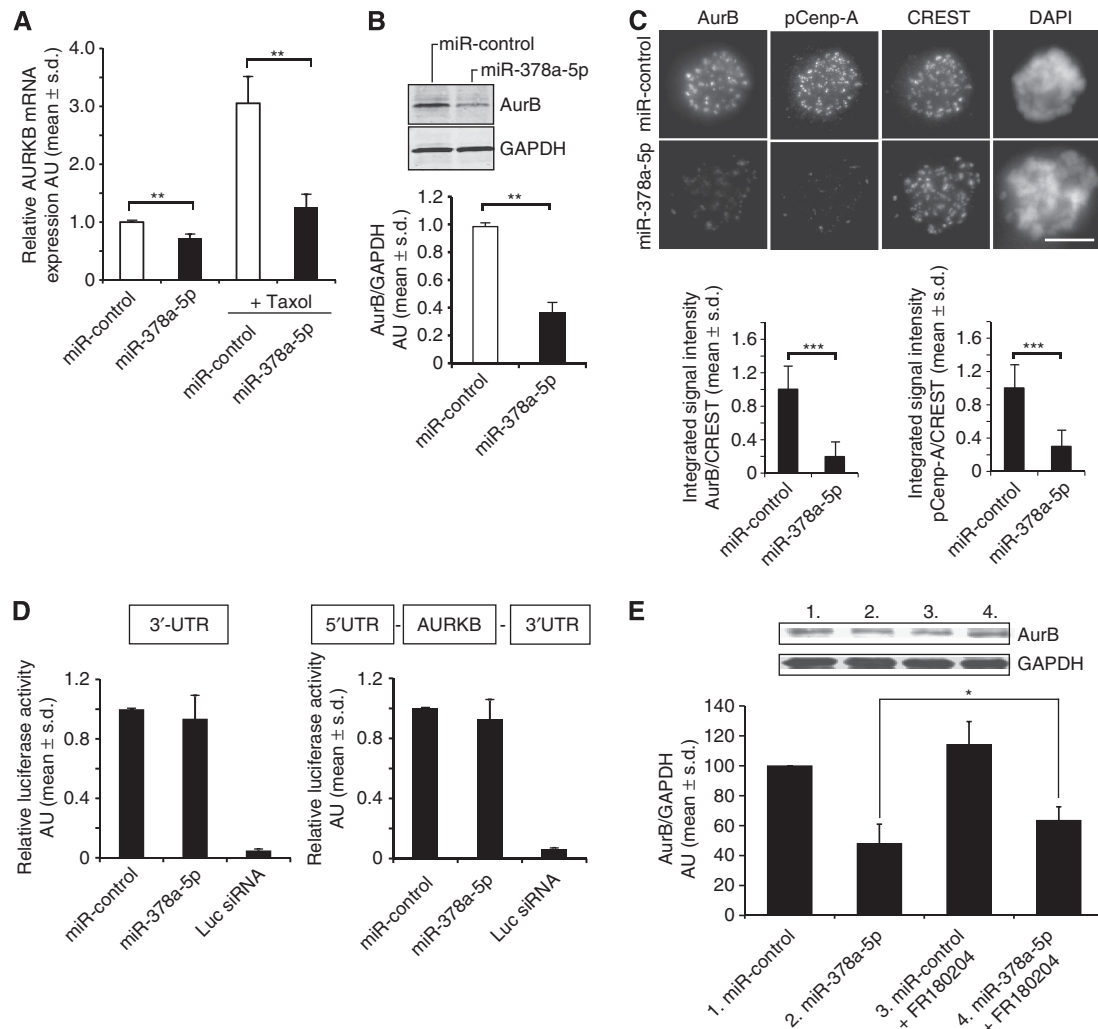 A
Relative AURKB mRNA
expression AU (mean ± s.d.)
4.0
3.0
2.0
1.0
0
**
**
+ Taxol
miR-control
miR-378a-5p
miR-control
miR-378a-5p
B
miR-control
miR-378a-5p
AurB
GAPDH
AurB/GAPDH
AU (mean ± s.d.)
1.2
1.0
0.8
0.6
0.4
0.2
0
**
miR-control
miR-378a-5p
C
AurB pCenp-A CREST DAPI
miR-control
miR-378a-5p
Integrated signal intensity
AurB/CREST (mean ± s.d.)
1.6
1.2
0.8
0.4
0
***
miR-control
miR-378a-5p
Integrated signal intensity
pCenp-A/CREST (mean ± s.d.)
1.6
1.2
0.8
0.4
0
***
miR-control
miR-378a-5p
D
3′-UTR
Relative luciferase activity
AU (mean ± s.d.)
1.2
0.8
0.4
0
miR-control
miR-378a-5p
Luc siRNA
5′UTR - AURKB - 3′UTR
Relative luciferase activity
AU (mean ± s.d.)
1.2
0.8
0.4
0
miR-control
miR-378a-5p
Luc siRNA
E
1. 2. 3. 4.
AurB
GAPDH
AurB/GAPDH
AU (mean ± s.d.)
140
120
100
80
60
40
20
0
*
1. miR-control
2. miR-378a-5p
3. miR-control
+ FR180204
4. miR-378a-5p
+ FR180204